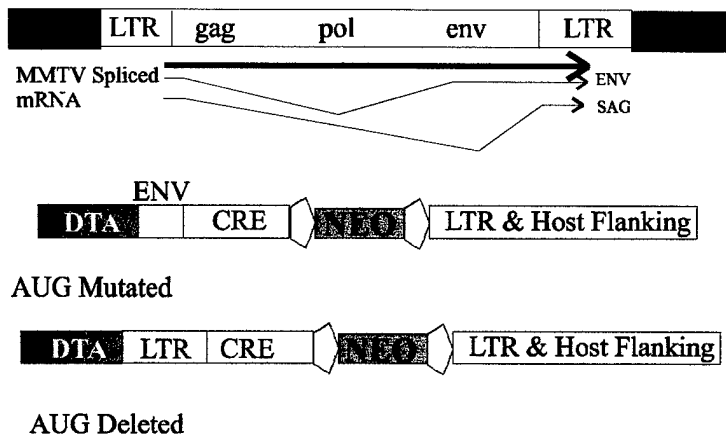 LTR gag pol env LTR
MMTV Spliced
mRNA
ENV
SAG
ENV
DTA CRE NEO LTR & Host Flanking
AUG Mutated
DTA LTR CRE NEO LTR & Host Flanking
AUG Deleted